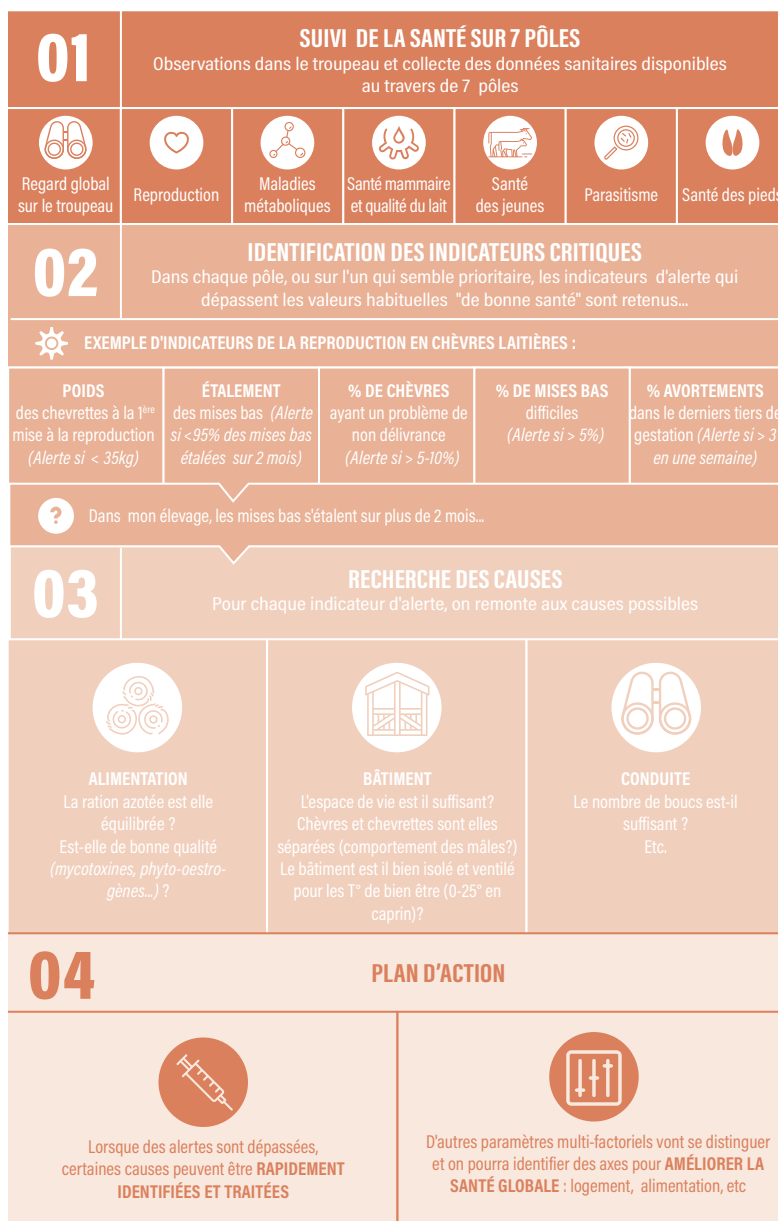 01
SUIVI DE LA SANTÉ SUR 7 PÔLES
Observations dans le troupeau et collecte des données sanitaires disponibles
au travers de 7 pôles
Regard global
sur le troupeau
Reproduction
Maladies
métaboliques
Santé mammaire
et qualité du lait
Santé
des jeunes
Parasitisme
Santé des pieds
02
IDENTIFICATION DES INDICATEURS CRITIQUES
Dans chaque pôle, ou sur l'un qui semble prioritaire, les indicateurs d'alerte qui
dépassent les valeurs habituelles "de bonne santé" sont retenus...
EXEMPLE D'INDICATEURS DE LA REPRODUCTION EN CHÈVRES LAITIÈRES :
POIDS
des chevrettes à la 1ère
mise à la reproduction
(Alerte si < 35kg)
ÉTALEMENT
des mises bas (Alerte
si <95% des mises bas
étalées sur 2 mois)
% DE CHÈVRES
ayant un problème de
non délivrance
(Alerte si > 5-10%)
% DE MISES BAS
difficiles
(Alerte si > 5%)
% AVORTEMENTS
dans le derniers tiers de
gestation (Alerte si > 3
en une semaine)
?
Dans mon élevage, les mises bas s'étalent sur plus de 2 mois...
03
RECHERCHE DES CAUSES
Pour chaque indicateur d'alerte, on remonte aux causes possibles
ALIMENTATION
La ration azotée est elle
équilibrée ?
Est-elle de bonne qualité
(mycotoxines, phyto-oestro-
gènes...) ?
BÂTIMENT
L'espace de vie est il suffisant?
Chèvres et chevrettes sont elles
séparées (comportement des mâles?)
Le bâtiment est il bien isolé et ventilé
pour les T° de bien être (0-25° en
caprin)?
CONDUITE
Le nombre de boucs est-il
suffisant ?
Etc.
04
PLAN D'ACTION
Lorsque des alertes sont dépassées,
certaines causes peuvent être RAPIDEMENT
IDENTIFIÉES ET TRAITÉES
D'autres paramètres multi-factoriels vont se distinguer
et on pourra identifier des axes pour AMÉLIORER LA
SANTÉ GLOBALE : logement, alimentation, etc